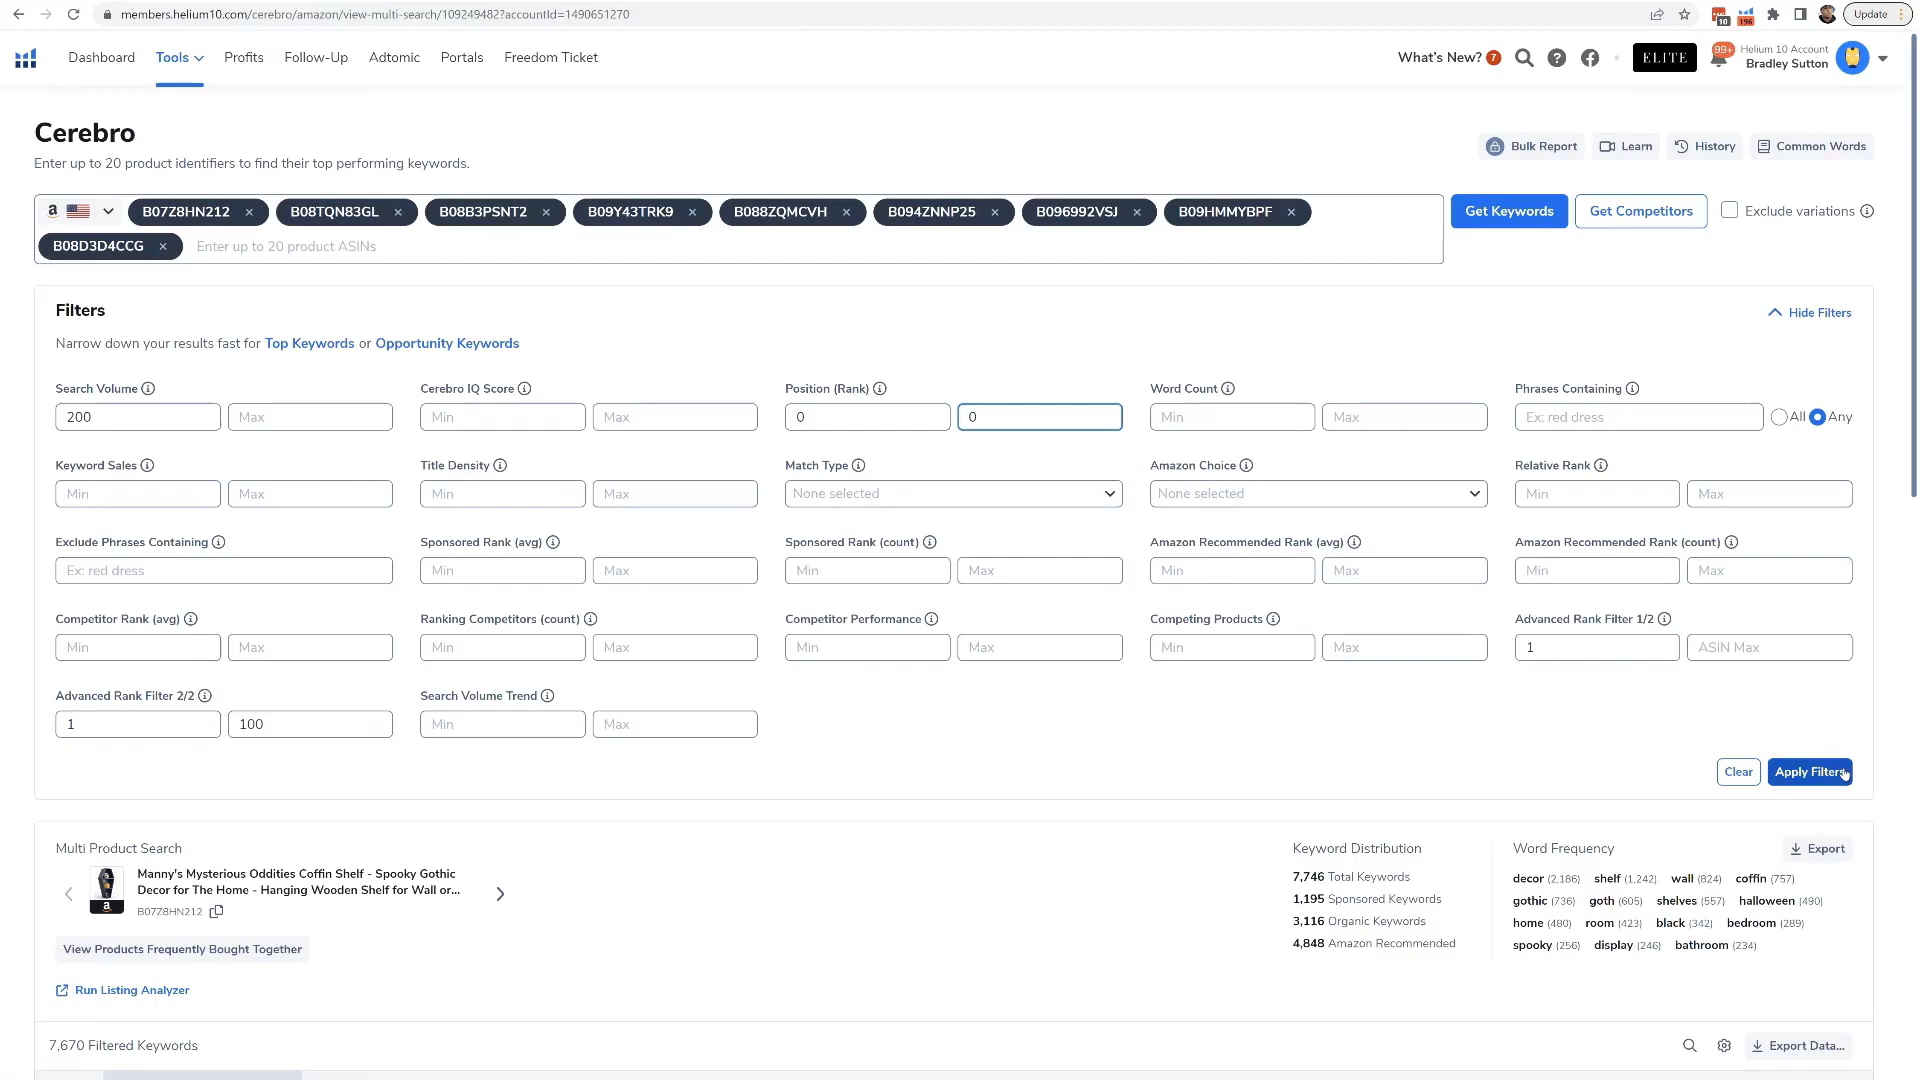 members.helium10.com/cerebro/amazon/view-multi-search/109249482?accountId=1490651270
10
196
Update
Dashboard
Tools
Profits
Follow-Up
Adtomic
Portals
Freedom Ticket
What's New? 7
ELITE
99+
Helium 10 Account
Bradley Sutton
Cerebro
Enter up to 20 product identifiers to find their top performing keywords.
Bulk Report
Learn
History
Common Words
a
B07Z8HN212 ×
B08TQN83GL ×
B08B3PSNT2 ×
B09Y43TRK9 ×
B088ZQMCVH ×
B094ZNNP25 ×
B096992VSJ ×
B09HMMYBPF ×
Get Keywords
Get Competitors
Exclude variations
B08D3D4CCG ×
Enter up to 20 product ASINs
Filters
Hide Filters
Narrow down your results fast for Top Keywords or Opportunity Keywords
Search Volume
Cerebro IQ Score
Position (Rank)
Word Count
Phrases Containing
200
Max
Min
Max
0
0
Min
Max
Ex: red dress
All
Any
Keyword Sales
Title Density
Match Type
Amazon Choice
Relative Rank
Min
Max
Min
Max
None selected
None selected
Min
Max
Exclude Phrases Containing
Sponsored Rank (avg)
Sponsored Rank (count)
Amazon Recommended Rank (avg)
Amazon Recommended Rank (count)
Ex: red dress
Min
Max
Min
Max
Min
Max
Min
Max
Competitor Rank (avg)
Ranking Competitors (count)
Competitor Performance
Competing Products
Advanced Rank Filter 1/2
Min
Max
Min
Max
Min
Max
Min
Max
1
ASIN Max
Advanced Rank Filter 2/2
Search Volume Trend
1
100
Min
Max
Clear
Apply Filters
Multi Product Search
Manny's Mysterious Oddities Coffin Shelf - Spooky Gothic
Decor for The Home - Hanging Wooden Shelf for Wall or...
a
B07Z8HN212
View Products Frequently Bought Together
Run Listing Analyzer
Keyword Distribution
7,746 Total Keywords
1,195 Sponsored Keywords
3,116 Organic Keywords
4,848 Amazon Recommended
Word Frequency
Export
decor (2,186) shelf (1,242) wall (824) coffin (757)
gothic (736) goth (605) shelves (557) halloween (490)
home (480) room (423) black (342) bedroom (289)
spooky (256) display (246) bathroom (234)
7,670 Filtered Keywords
Export Data...